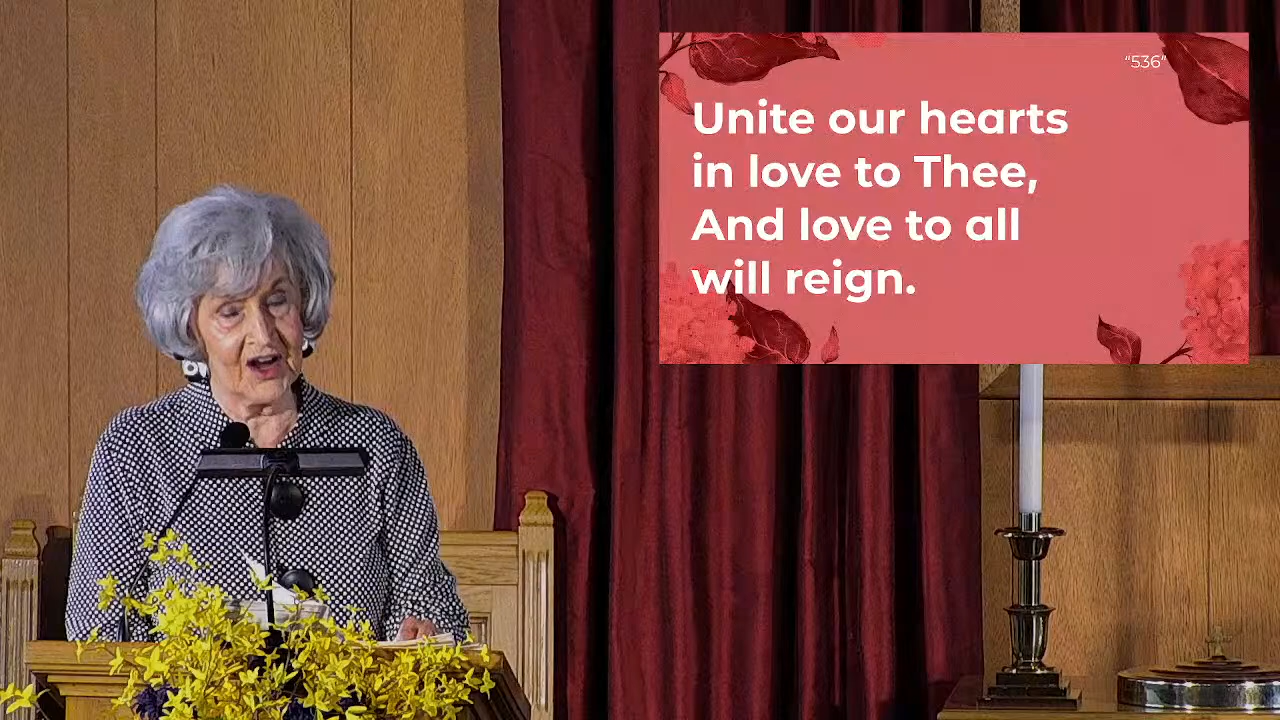 “536”
Unite our hearts
in love to Thee,
And love to all
will reign.